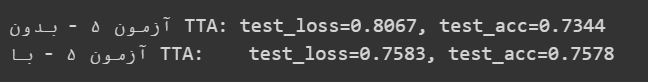 آزمون ۵ - بدون TTA: test_loss=0.8067, test_acc=0.7344
آزمون ۵ - با TTA:    test_loss=0.7583, test_acc=0.7578